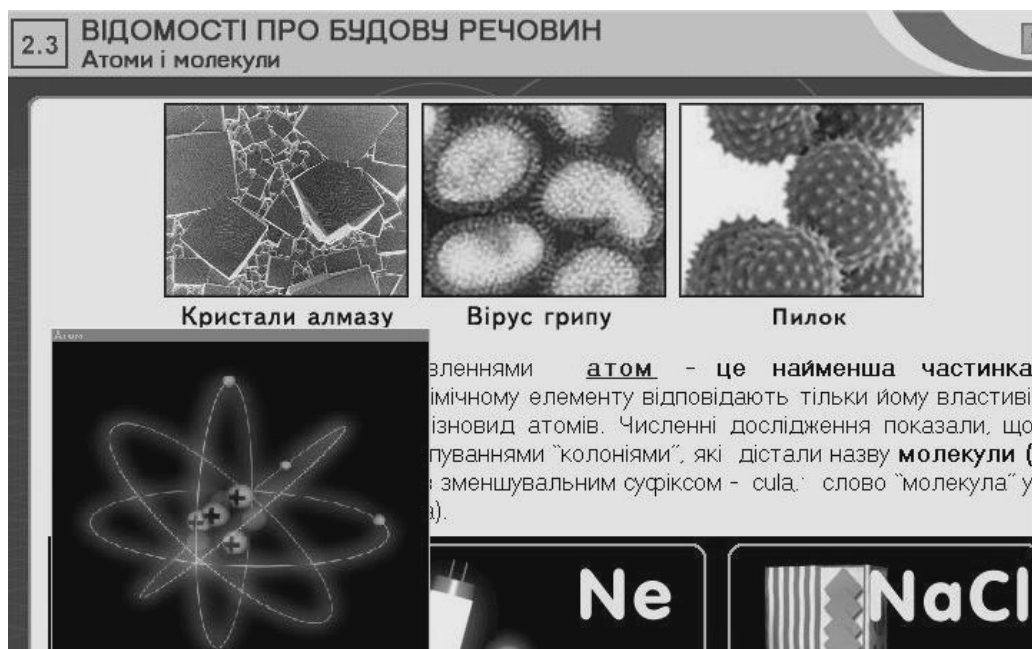 2.3
ВІДОМОСТІ ПРО БУДОВУ РЕЧОВИН
Атоми і молекули
Кристали алмазу
Вірус грипу
Пилок
Атом
вленнями атом - це найменша частинка
імічному елементу відповідають тільки йому властиві
ізновид атомів. Численні дослідження показали, що
пуваннями "колоніями", які дістали назву молекули (
з зменшувальним суфіксом - cula, слово "молекула" у
а).
Ne
NaCl